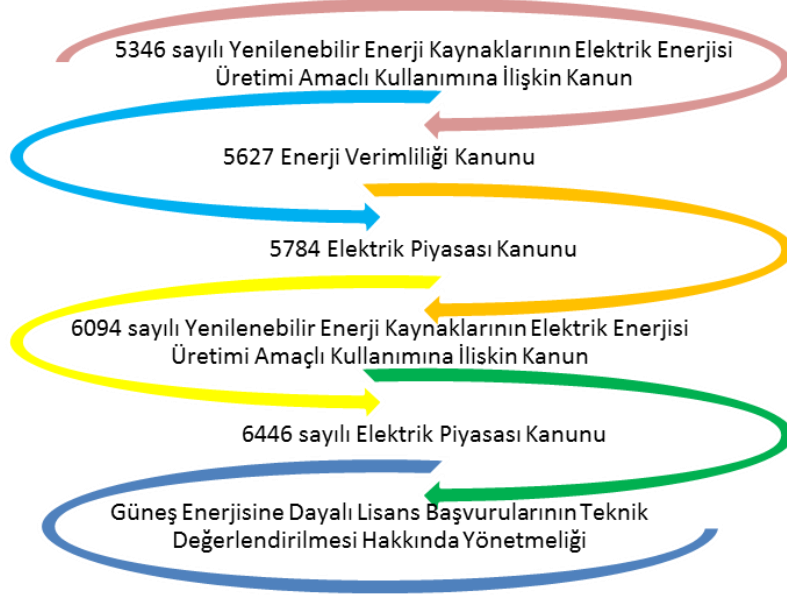 5346 sayılı Yenilenebilir Enerji Kaynaklarının Elektrik Enerjisi
Üretimi Amaclı Kullanımına İlişkin Kanun
5627 Enerji Verimliliği Kanunu
5784 Elektrik Piyasası Kanunu
6094 sayılı Yenilenebilir Enerji Kaynaklarının Elektrik Enerjisi
Üretimi Amaçlı Kullanımına İliskin Kanun
6446 sayılı Elektrik Piyasası Kanunu
Güneş Enerjisine Dayalı Lisans Başvurularının Teknik
Değerlendirilmesi Hakkında Yönetmeliği